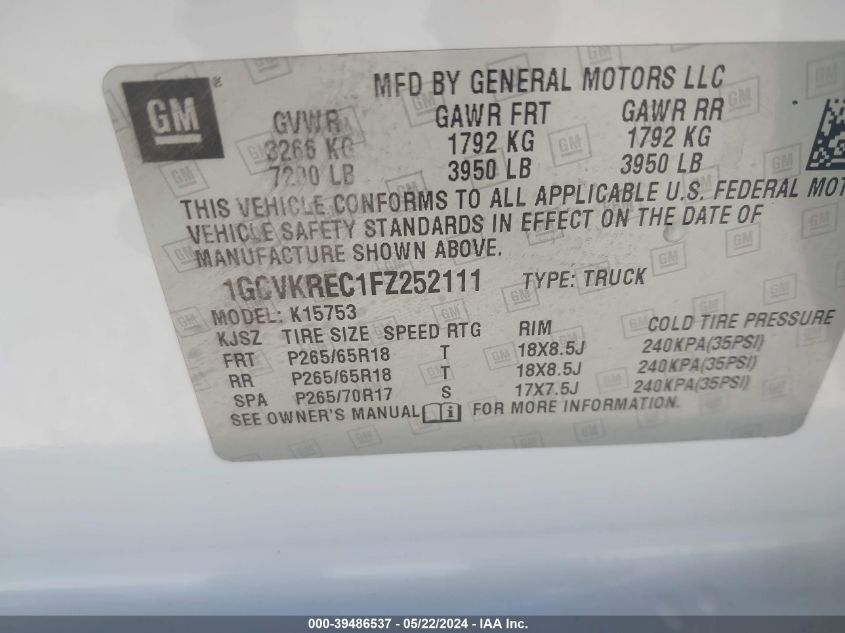 GM
®
MFD BY GENERAL MOTORS LLC
GVWR GAWR FRT GAWR RR
3266 KG 1792 KG 1792 KG
7200 LB 3950 LB 3950 LB
THIS VEHICLE CONFORMS TO ALL APPLICABLE U.S. FEDERAL MOT
VEHICLE SAFETY STANDARDS IN EFFECT ON THE DATE OF
MANUFACTURE SHOWN ABOVE.
1GCVKREC1FZ252111 TYPE: TRUCK
MODEL: K15753
KJSZ TIRE SIZE SPEED RTG RIM COLD TIRE PRESSURE
FRT P265/65R18 T 18X8.5J 240KPA(35PSI)
RR P265/65R18 T 18X8.5J 240KPA(35PSI)
SPA P265/70R17 S 17X7.5J 240KPA(35PSI)
SEE OWNER'S MANUAL i FOR MORE INFORMATION.
000-39486537 - 05/22/2024 - IAA Inc.